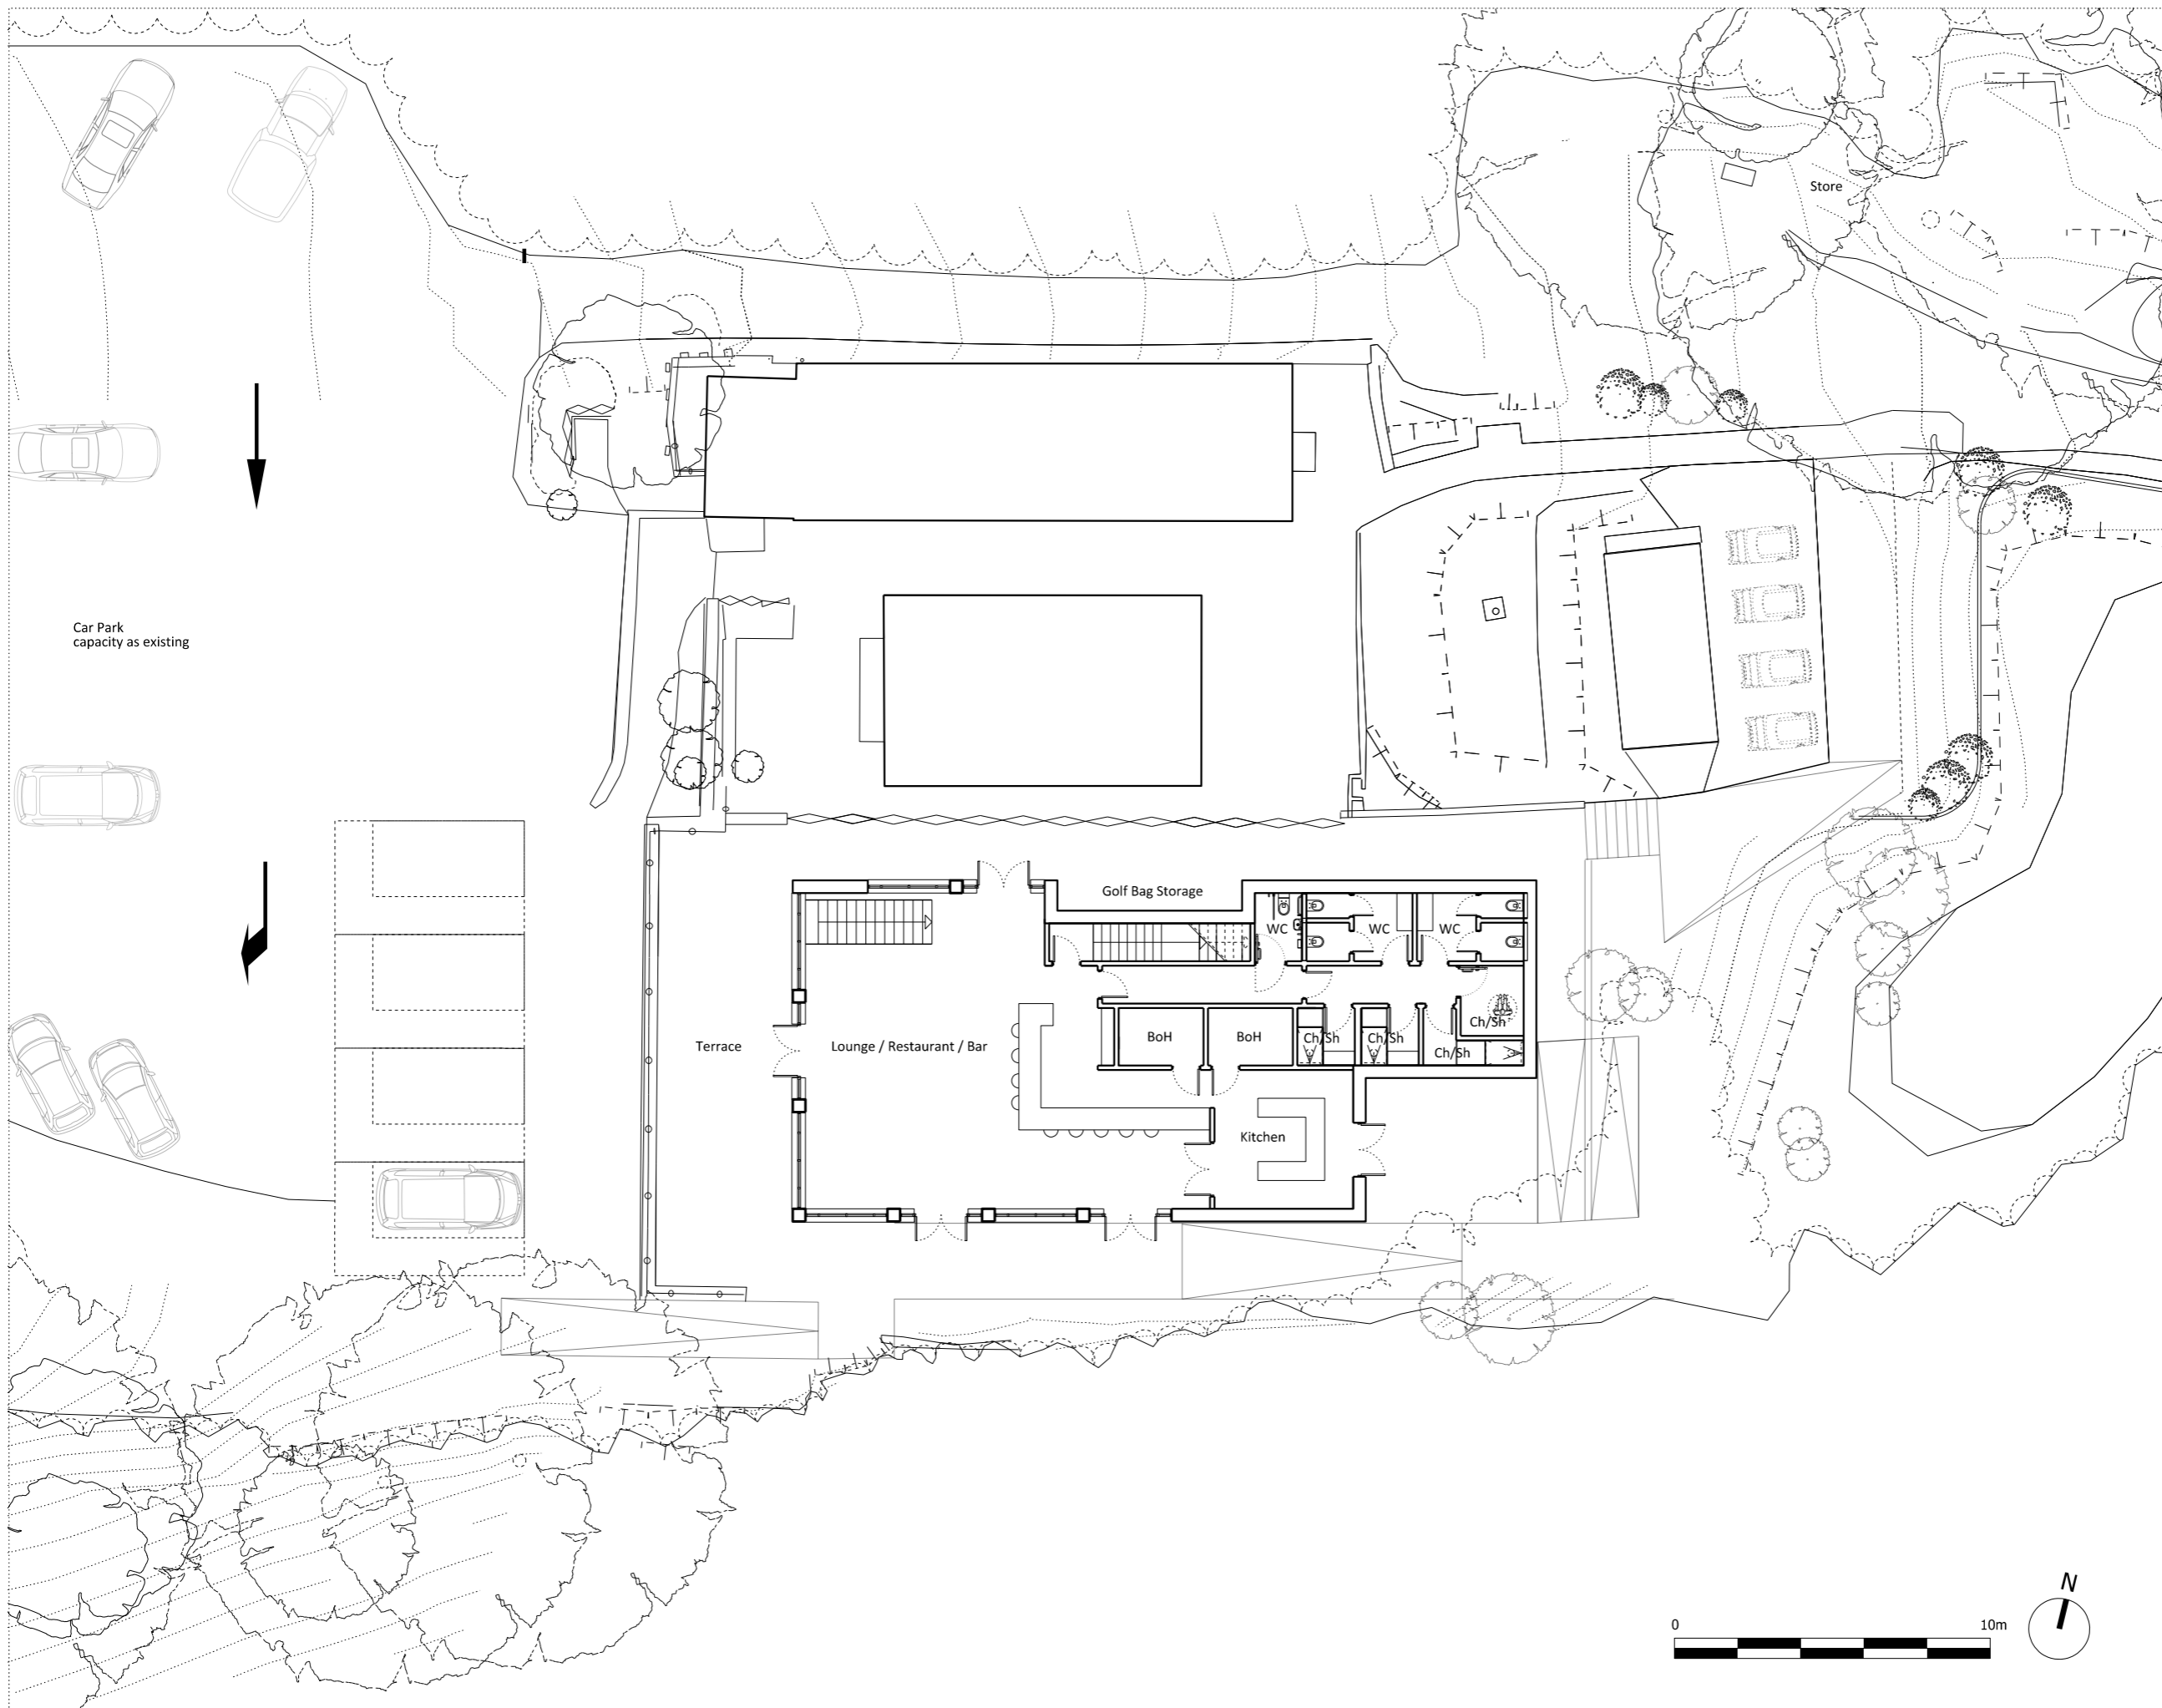 Store
Car Park
capacity as existing
Golf Bag Storage
WC
WC
WC
Terrace
Lounge / Restaurant / Bar
BoH
BoH
Ch/Sh
Ch/Sh
Ch/Sh
Ch/Sh
Kitchen
N
0
10m